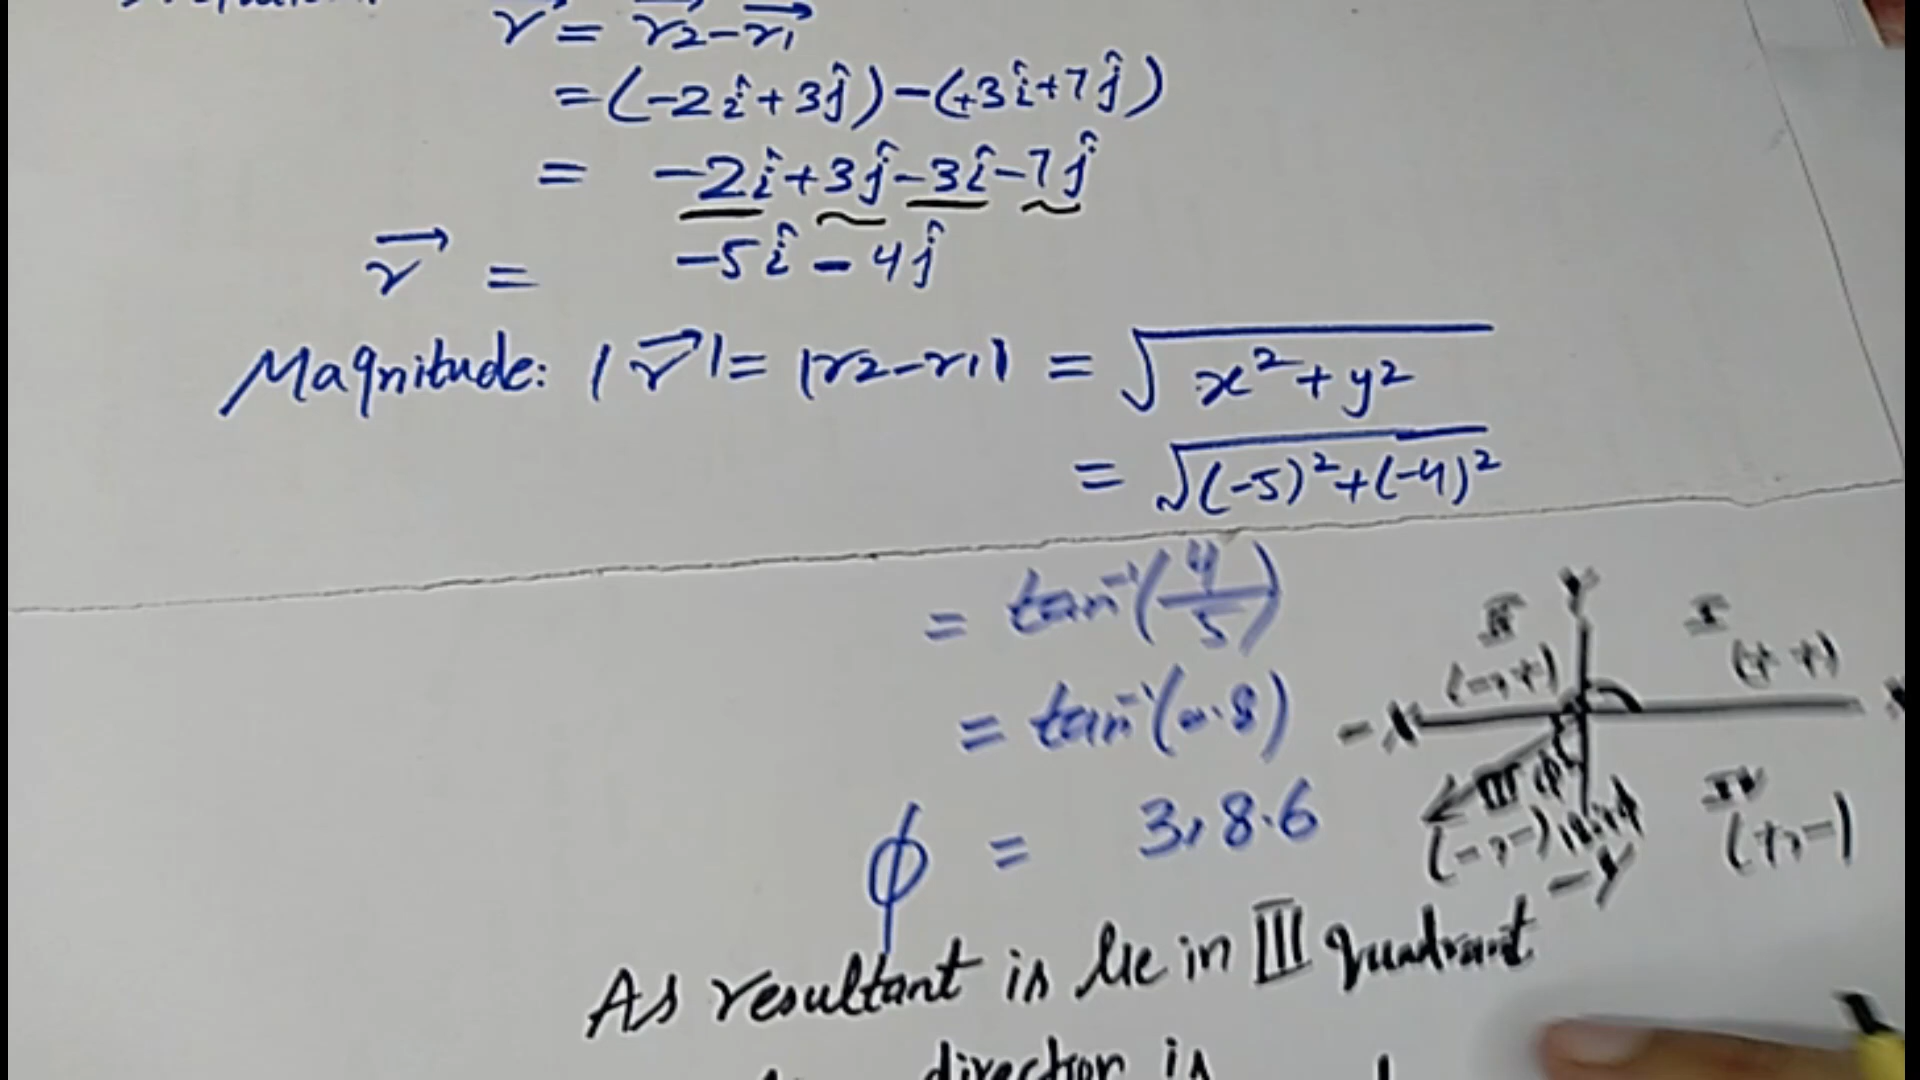 r⃗ = r2⃗ - r1⃗
= (-2î + 3ĵ) - (+3î + 7ĵ)
= -2î + 3ĵ - 3î - 7ĵ
r⃗ = -5î - 4ĵ
Magnitude: |r⃗| = |r2 - r1| = √(x² + y²)
= √((-5)² + (-4)²)
= tan⁻¹(4/5)
= tan⁻¹(0.8)
ϕ = 3,8.6
Y
II
(-,+)
I
(+ +)
-X
III ϕ
(-,-)
IV
(+,-)
-Y
As resultant is lie in III quadrant
direction is